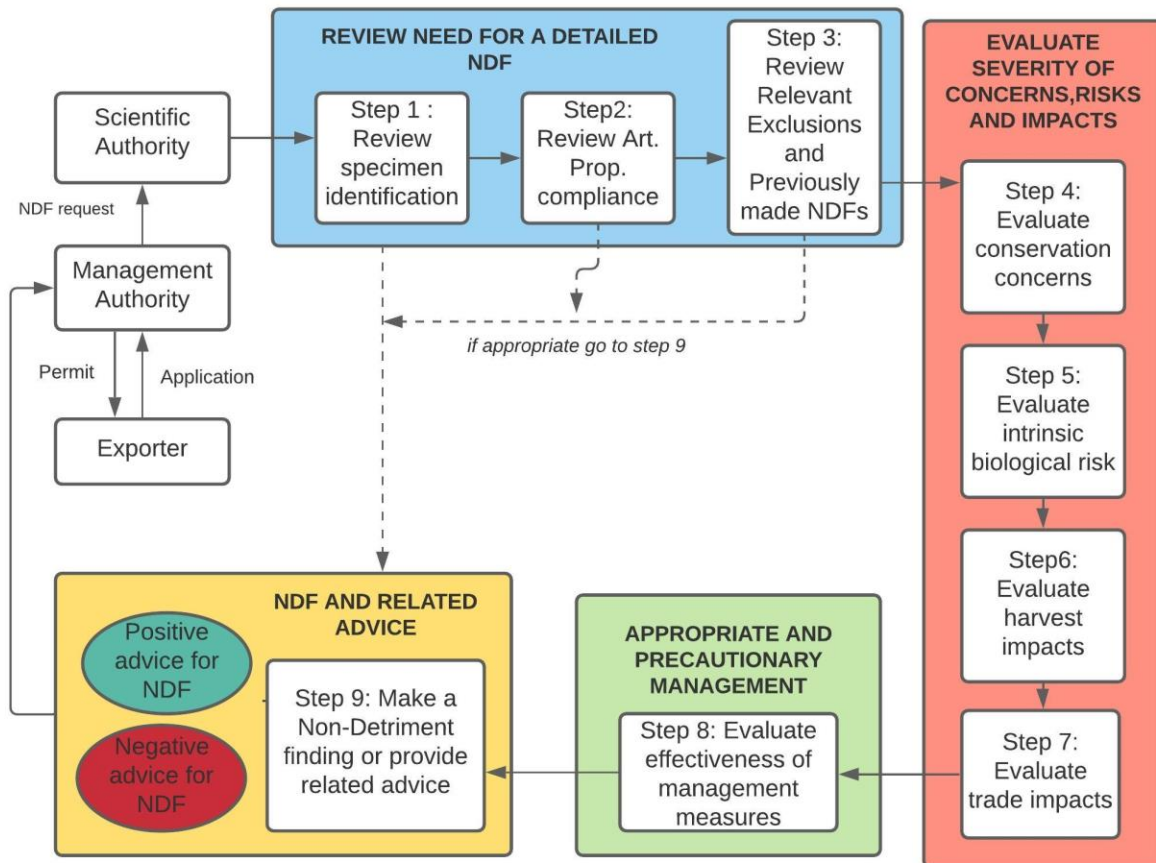 REVIEW NEED FOR A DETAILED
NDF
Step 1 :
Review
specimen
identification
Step2:
Review Art.
Prop.
compliance
Step 3:
Review
Relevant
Exclusions
and
Previously
made NDFs
EVALUATE
SEVERITY OF
CONCERNS,RISKS
AND IMPACTS
Scientific
Authority
NDF request
Management
Authority
Permit
Application
Exporter
if appropriate go to step 9
Step 4:
Evaluate
conservation
concerns
Step 5:
Evaluate
intrinsic
biological risk
Step6:
Evaluate
harvest
impacts
Step 7:
Evaluate
trade impacts
APPROPRIATE AND
PRECAUTIONARY
MANAGEMENT
Step 8: Evaluate
effectiveness of
management
measures
NDF AND RELATED
ADVICE
Step 9: Make a
Non-Detriment
finding or provide
related advice
Positive
advice for
NDF
Negative
advice for
NDF